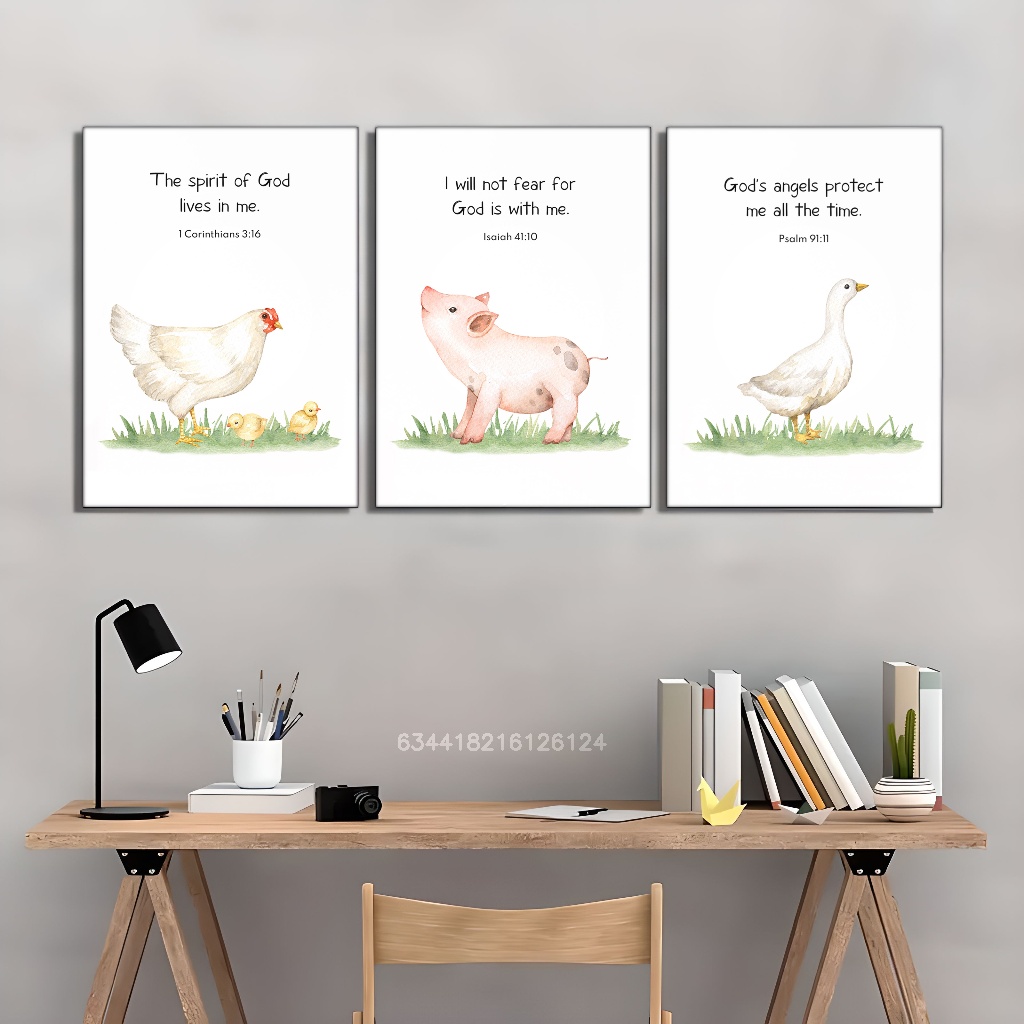 The spirit of God
lives in me.
1 Corinthians 3:16
I will not fear for
God is with me.
Isaiah 41:10
God's angels protect
me all the time.
Psalm 91:11
634418216126124